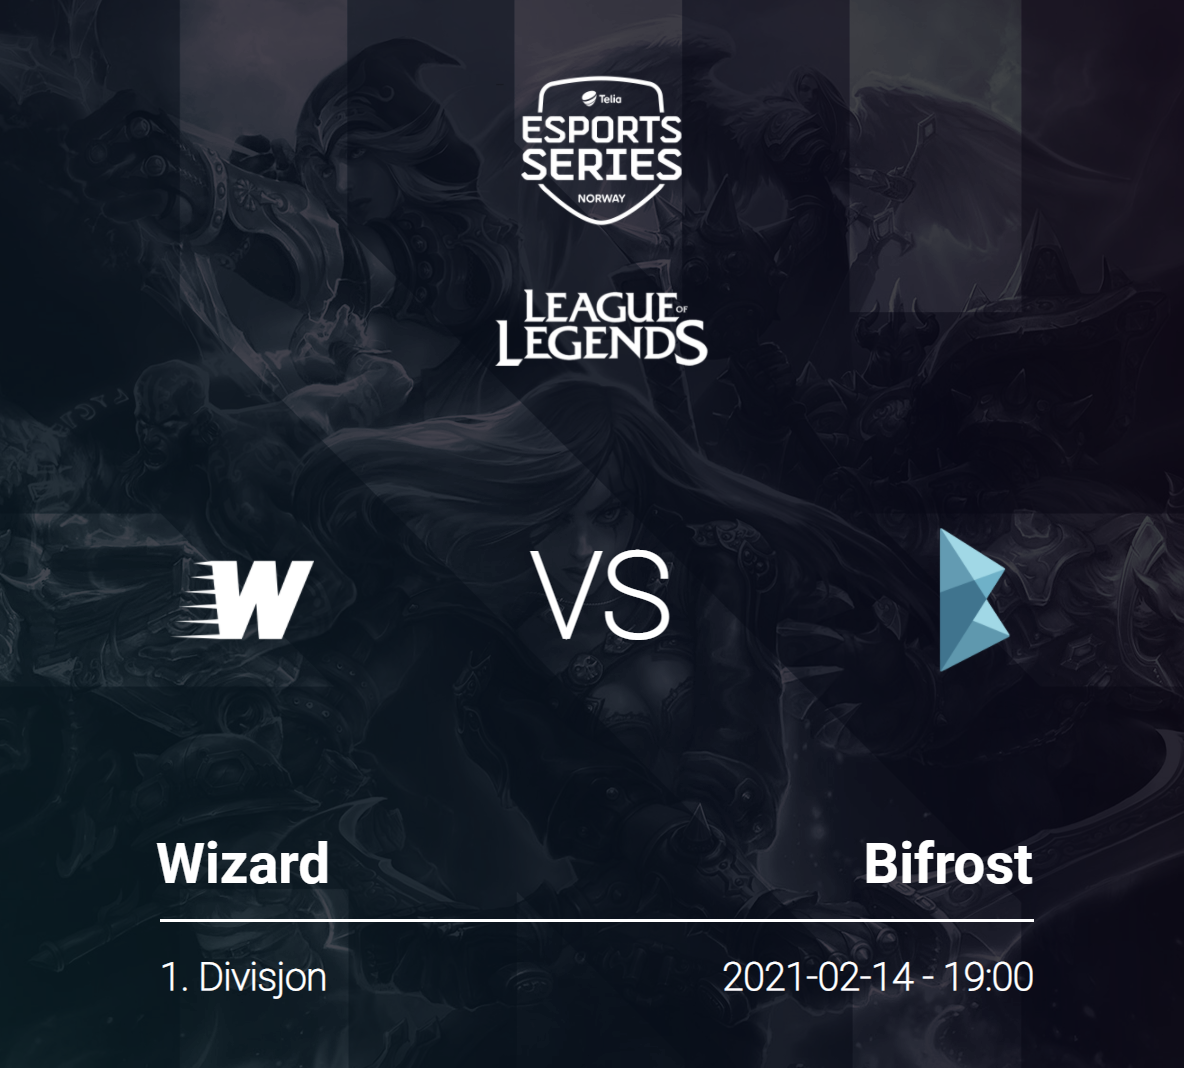 Telia
ESPORTS
SERIES
NORWAY
LEAGUE OF
LEGENDS
W
VS
Wizard
Bifrost
1. Divisjon
2021-02-14 - 19:00